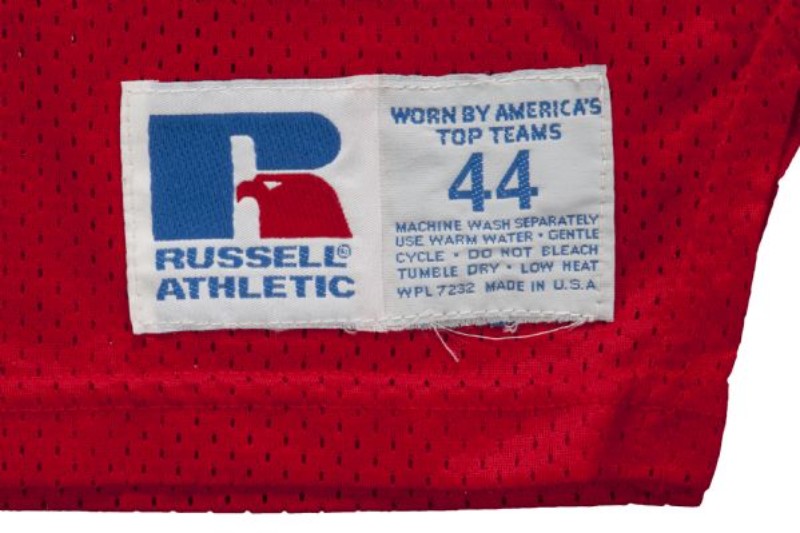 RUSSELL®
ATHLETIC
WORN BY AMERICA'S
TOP TEAMS
44
MACHINE WASH SEPARATELY
USE WARM WATER • GENTLE
CYCLE • DO NOT BLEACH
TUMBLE DRY • LOW HEAT
WPL 7232 MADE IN U.S.A